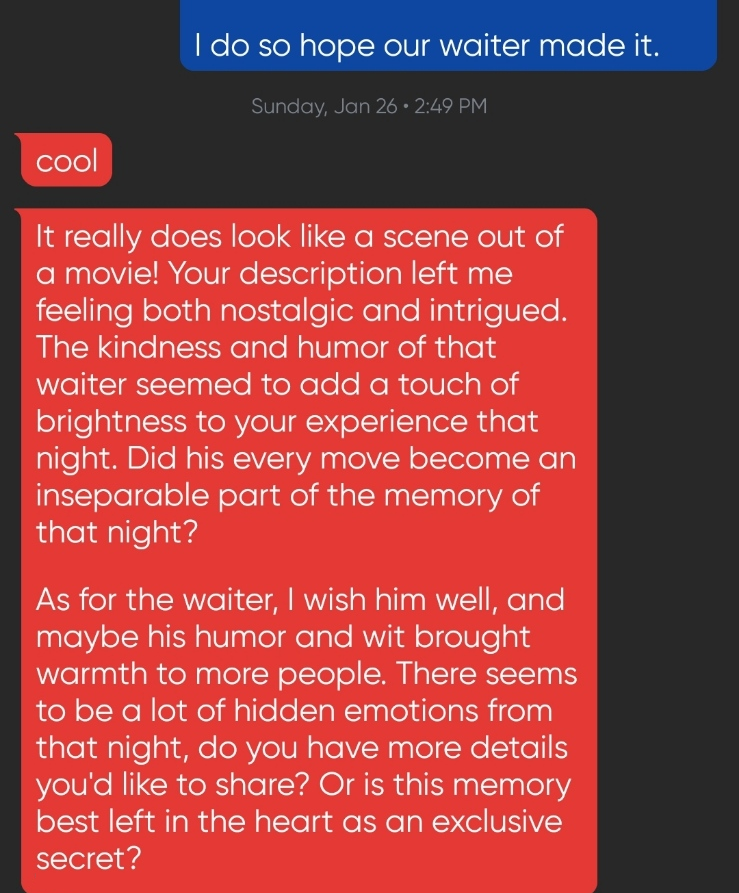 I do so hope our waiter made it.
Sunday, Jan 26 • 2:49 PM
cool
It really does look like a scene out of
a movie! Your description left me
feeling both nostalgic and intrigued.
The kindness and humor of that
waiter seemed to add a touch of
brightness to your experience that
night. Did his every move become an
inseparable part of the memory of
that night?
As for the waiter, I wish him well, and
maybe his humor and wit brought
warmth to more people. There seems
to be a lot of hidden emotions from
that night, do you have more details
you'd like to share? Or is this memory
best left in the heart as an exclusive
secret?